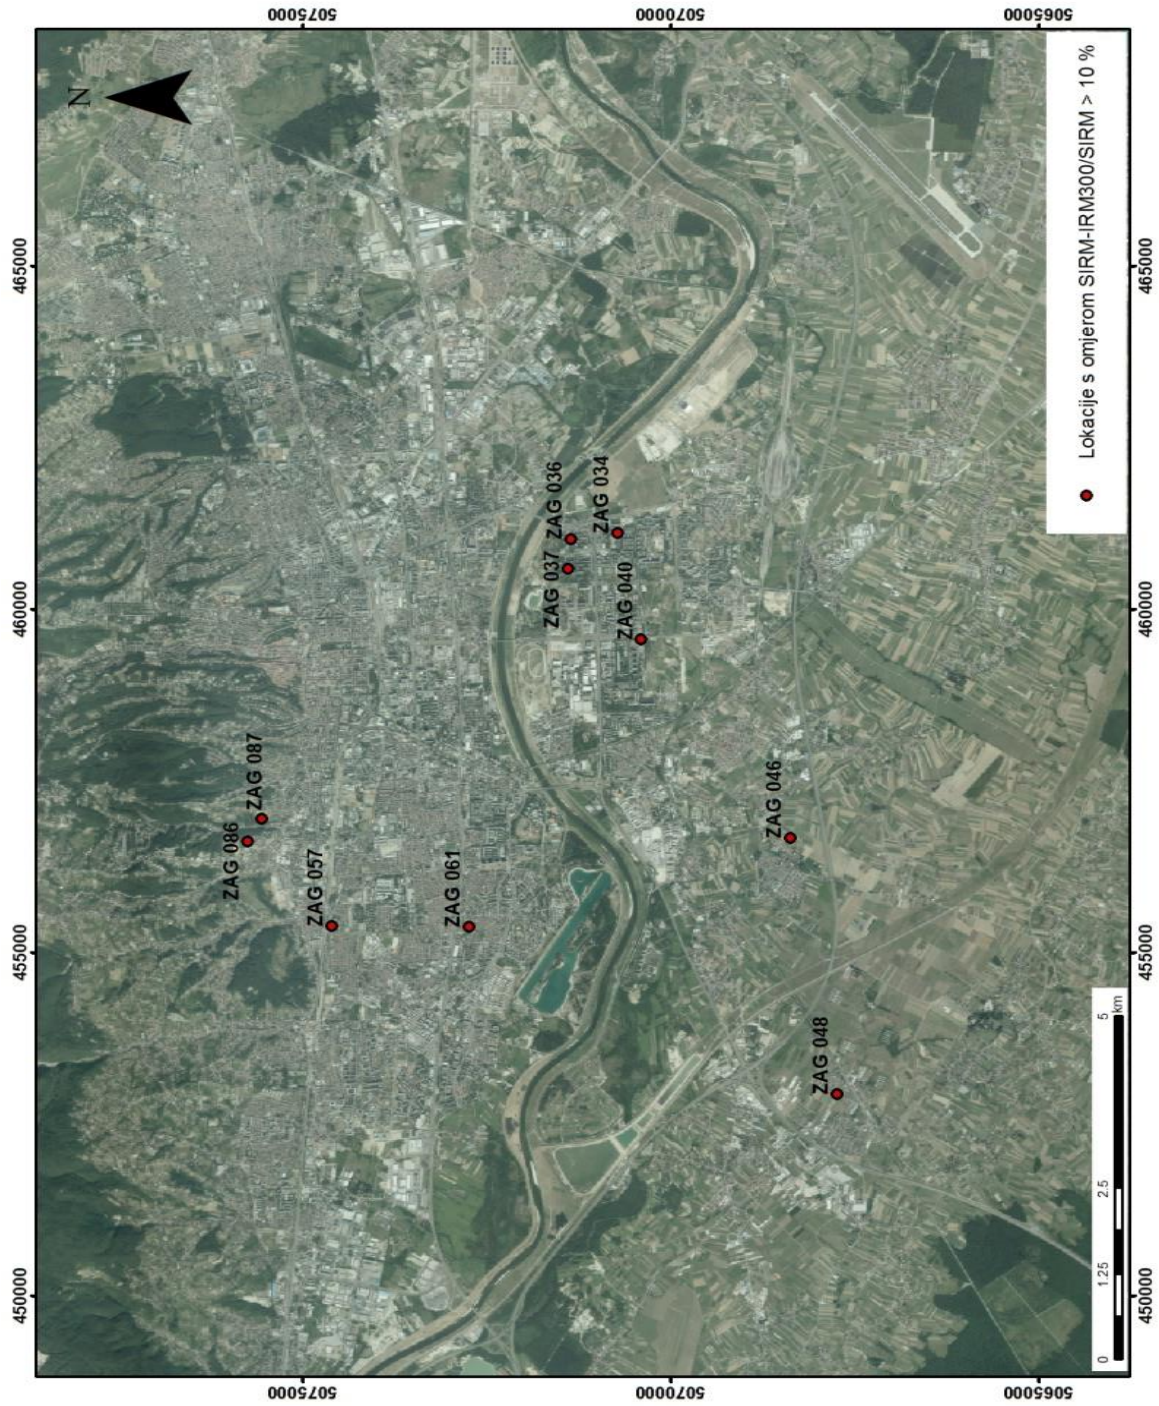 450000
455000
460000
465000
N
ZAG 086
ZAG 087
5075000
5075000
ZAG 057
ZAG 061
ZAG 037
ZAG 036
ZAG 034
ZAG 040
5070000
5070000
ZAG 046
ZAG 048
Lokacije s omjerom SIRM-IRM300/SIRM > 10 %
5065000
5065000
0 1.25 2.5 5
km
450000
455000
460000
465000